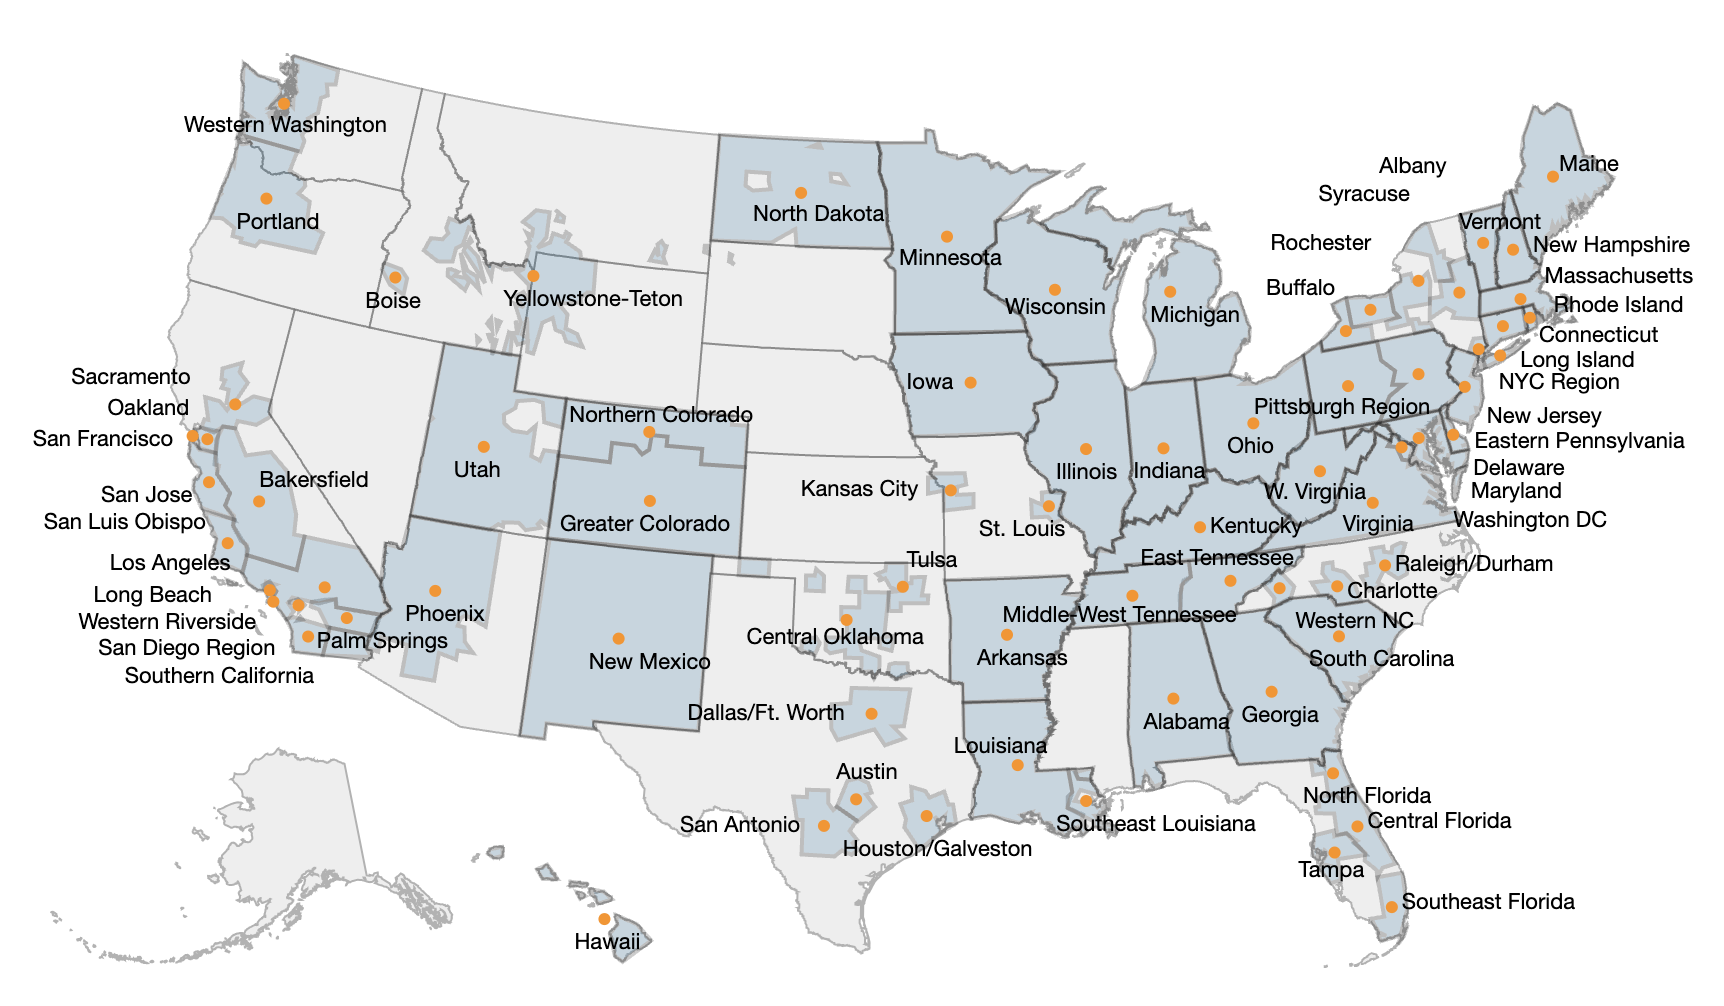 Western Washington
Portland
Boise
Yellowstone-Teton
North Dakota
Minnesota
Wisconsin
Michigan
Albany
Syracuse
Rochester
Buffalo
Maine
Vermont
New Hampshire
Massachusetts
Rhode Island
Connecticut
Long Island
NYC Region
New Jersey
Eastern Pennsylvania
Delaware
Maryland
Washington DC
Sacramento
Oakland
San Francisco
Bakersfield
San Jose
San Luis Obispo
Los Angeles
Long Beach
Western Riverside
San Diego Region
Palm Springs
Southern California
Utah
Northern Colorado
Greater Colorado
Phoenix
New Mexico
Iowa
Kansas City
St. Louis
Illinois
Indiana
Ohio
Pittsburgh Region
W. Virginia
Virginia
Kentucky
East Tennessee
Middle-West Tennessee
Tulsa
Central Oklahoma
Arkansas
Raleigh/Durham
Charlotte
Western NC
South Carolina
Dallas/Ft. Worth
Austin
San Antonio
Houston/Galveston
Louisiana
Southeast Louisiana
Alabama
Georgia
North Florida
Central Florida
Tampa
Southeast Florida
Hawaii